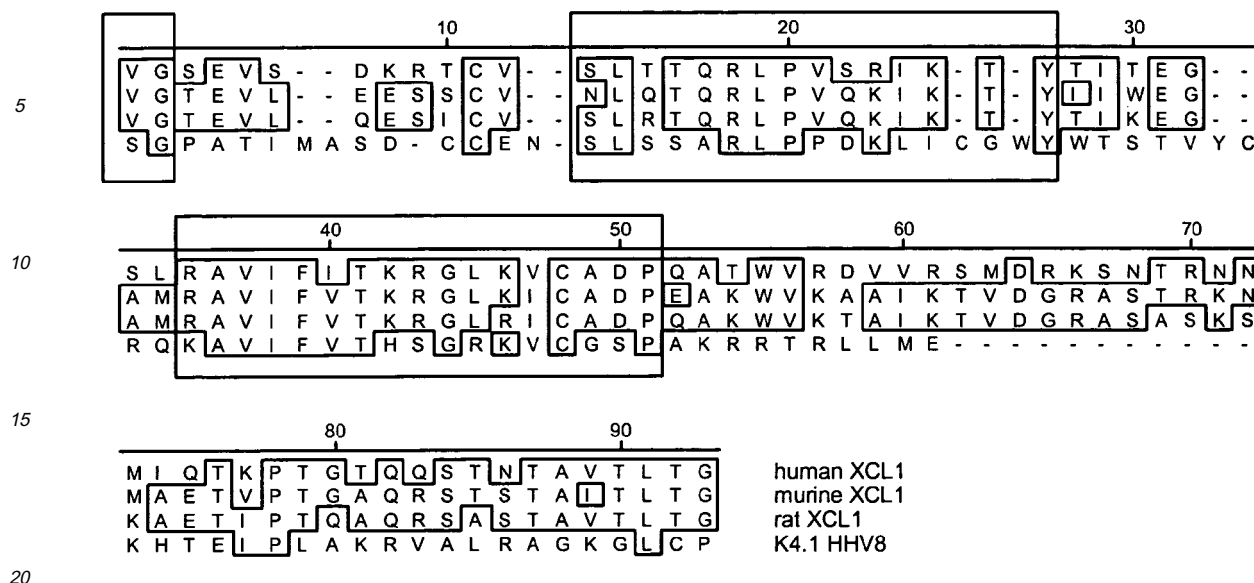 10 20 30
V G S E V S - - D K R T C V - - S L T T Q R L P V S R I K - T - Y T I T E G - -
5
V G T E V L - - E E S S C V - - N L Q T Q R L P V Q K I K - T - Y I I W E G - -
V G T E V L - - Q E S I C V - - S L R T Q R L P V Q K I K - T - Y T I K E G - -
S G P A T I M A S D - C C E N - S L S S A R L P P D K L I C G W Y W T S T V Y C
40 50 60 70
10
S L R A V I F I T K R G L K V C A D P Q A T W V R D V V R S M D R K S N T R N N
A M R A V I F V T K R G L K I C A D P E A K W V K A A I K T V D G R A S T R K N
A M R A V I F V T K R G L R I C A D P Q A K W V K T A I K T V D G R A S A S K S
R Q K A V I F V T H S G R K V C G S P A K R R T R L L M E - - - - - - - - - - -
15
80 90
M I Q T K P T G T Q Q S T N T A V T L T G human XCL1
M A E T V P T G A Q R S T S T A I T L T G murine XCL1
K A E T I P T Q A Q R S A S T A V T L T G rat XCL1
K H T E I P L A K R V A L R A G K G L C P K4.1 HHV8
20